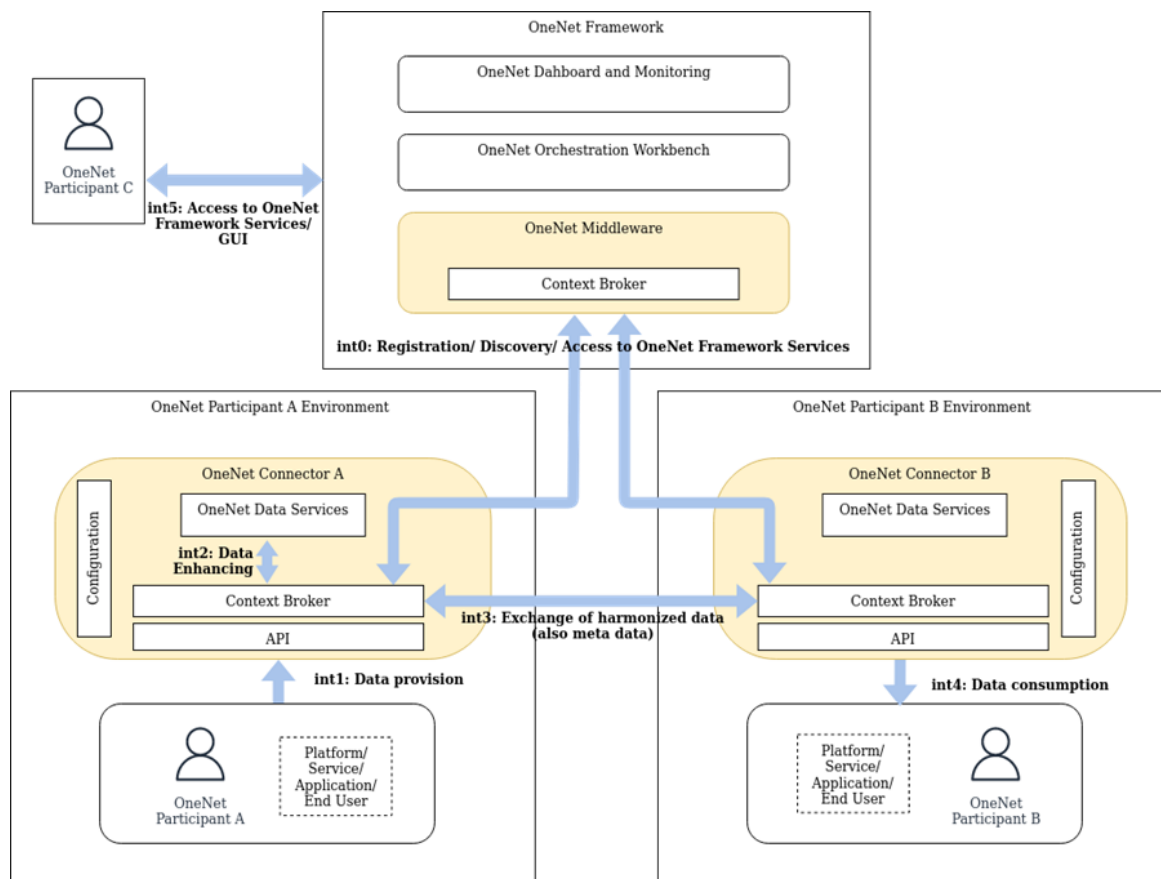 OneNet Framework
OneNet Dahboard and Monitoring
OneNet Orchestration Workbench
OneNet Middleware
Context Broker
OneNet
Participant C
int5: Access to OneNet
Framework Services/
GUI
int0: Registration/ Discovery/ Access to OneNet Framework Services
OneNet Participant A Environment
OneNet Connector A
Configuration
OneNet Data Services
int2: Data
Enhancing
Context Broker
API
int1: Data provision
OneNet
Participant A
Platform/
Service/
Application/
End User
int3: Exchange of harmonized data
(also meta data)
OneNet Participant B Environment
OneNet Connector B
OneNet Data Services
Configuration
Context Broker
API
int4: Data consumption
Platform/
Service/
Application/
End User
OneNet
Participant B